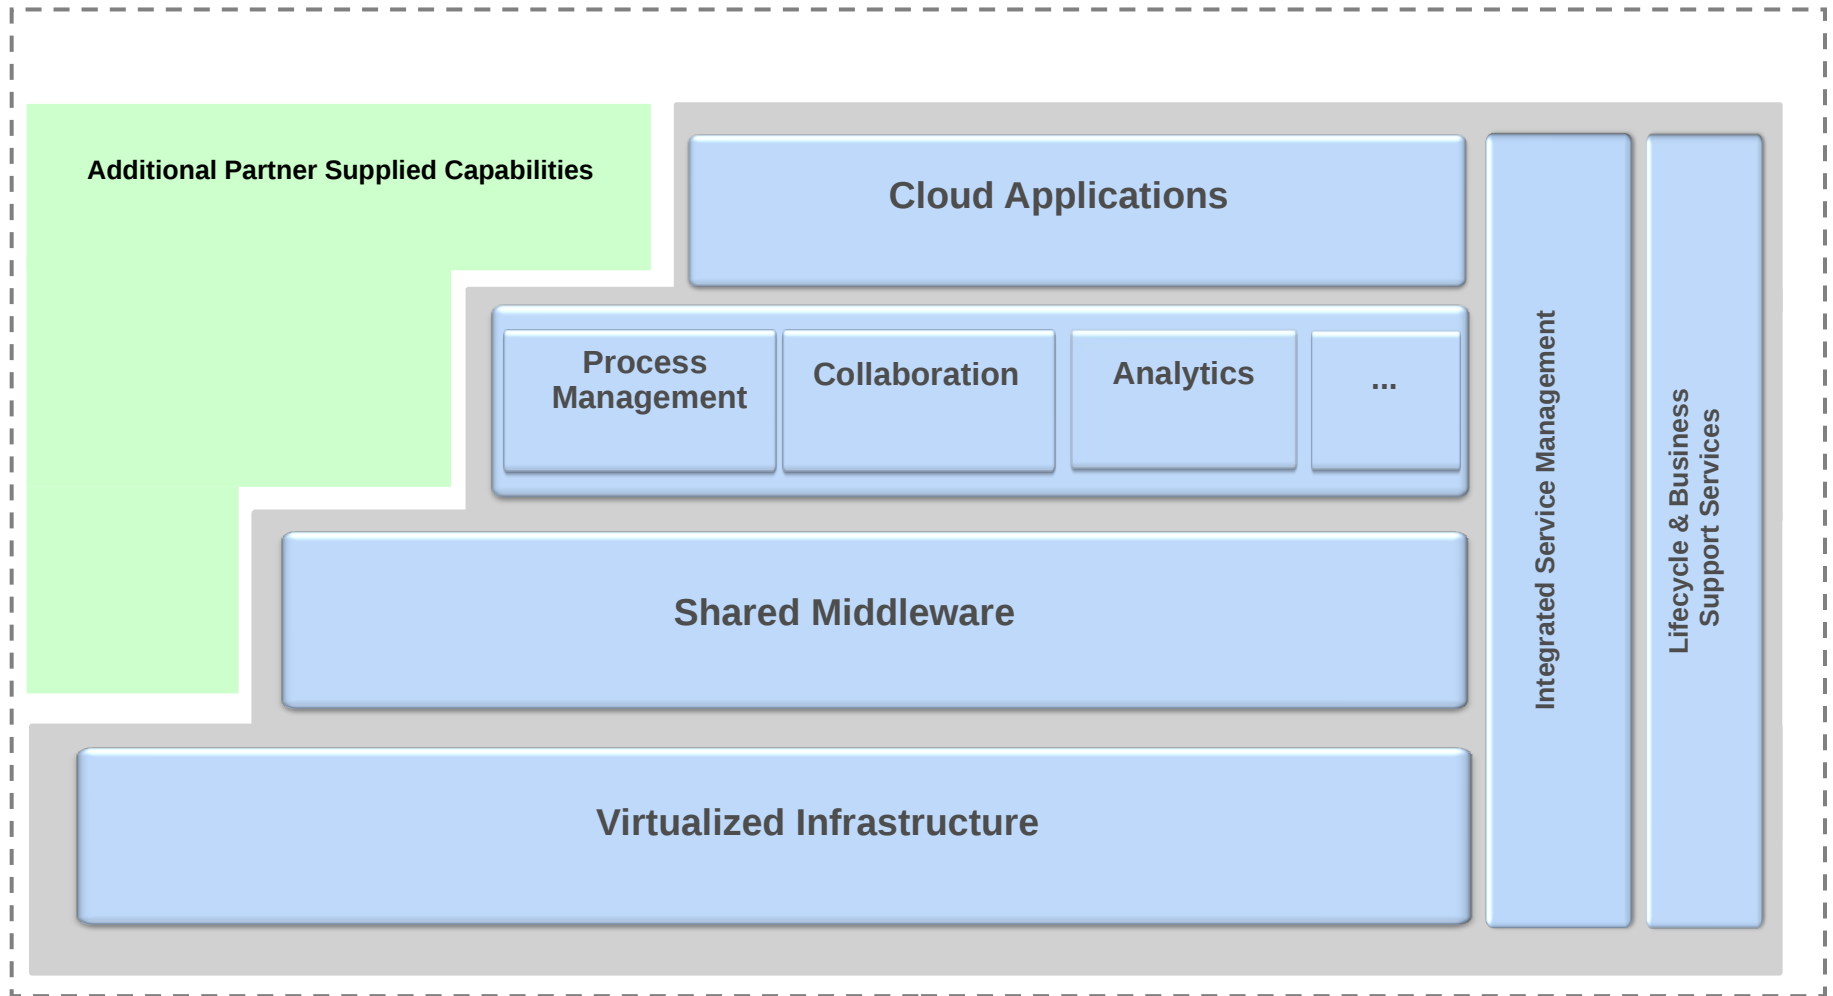 Additional Partner Supplied Capabilities
Cloud Applications
Process
Management
Collaboration
Analytics
...
Shared Middleware
Virtualized Infrastructure
Integrated Service Management
Lifecycle & Business
Support Services